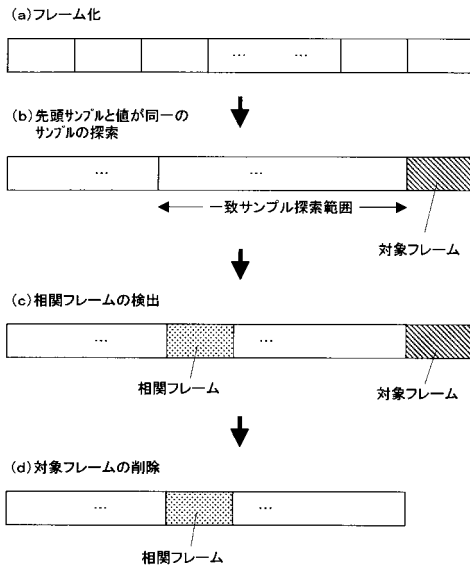 (a)フレーム化
… …
(b)先頭サンプルと値が同一の
サンプルの探索
… …
一致サンプル探索範囲
対象フレーム
(c)相関フレームの検出
… …
相関フレーム
対象フレーム
(d)対象フレームの削除
… …
相関フレーム